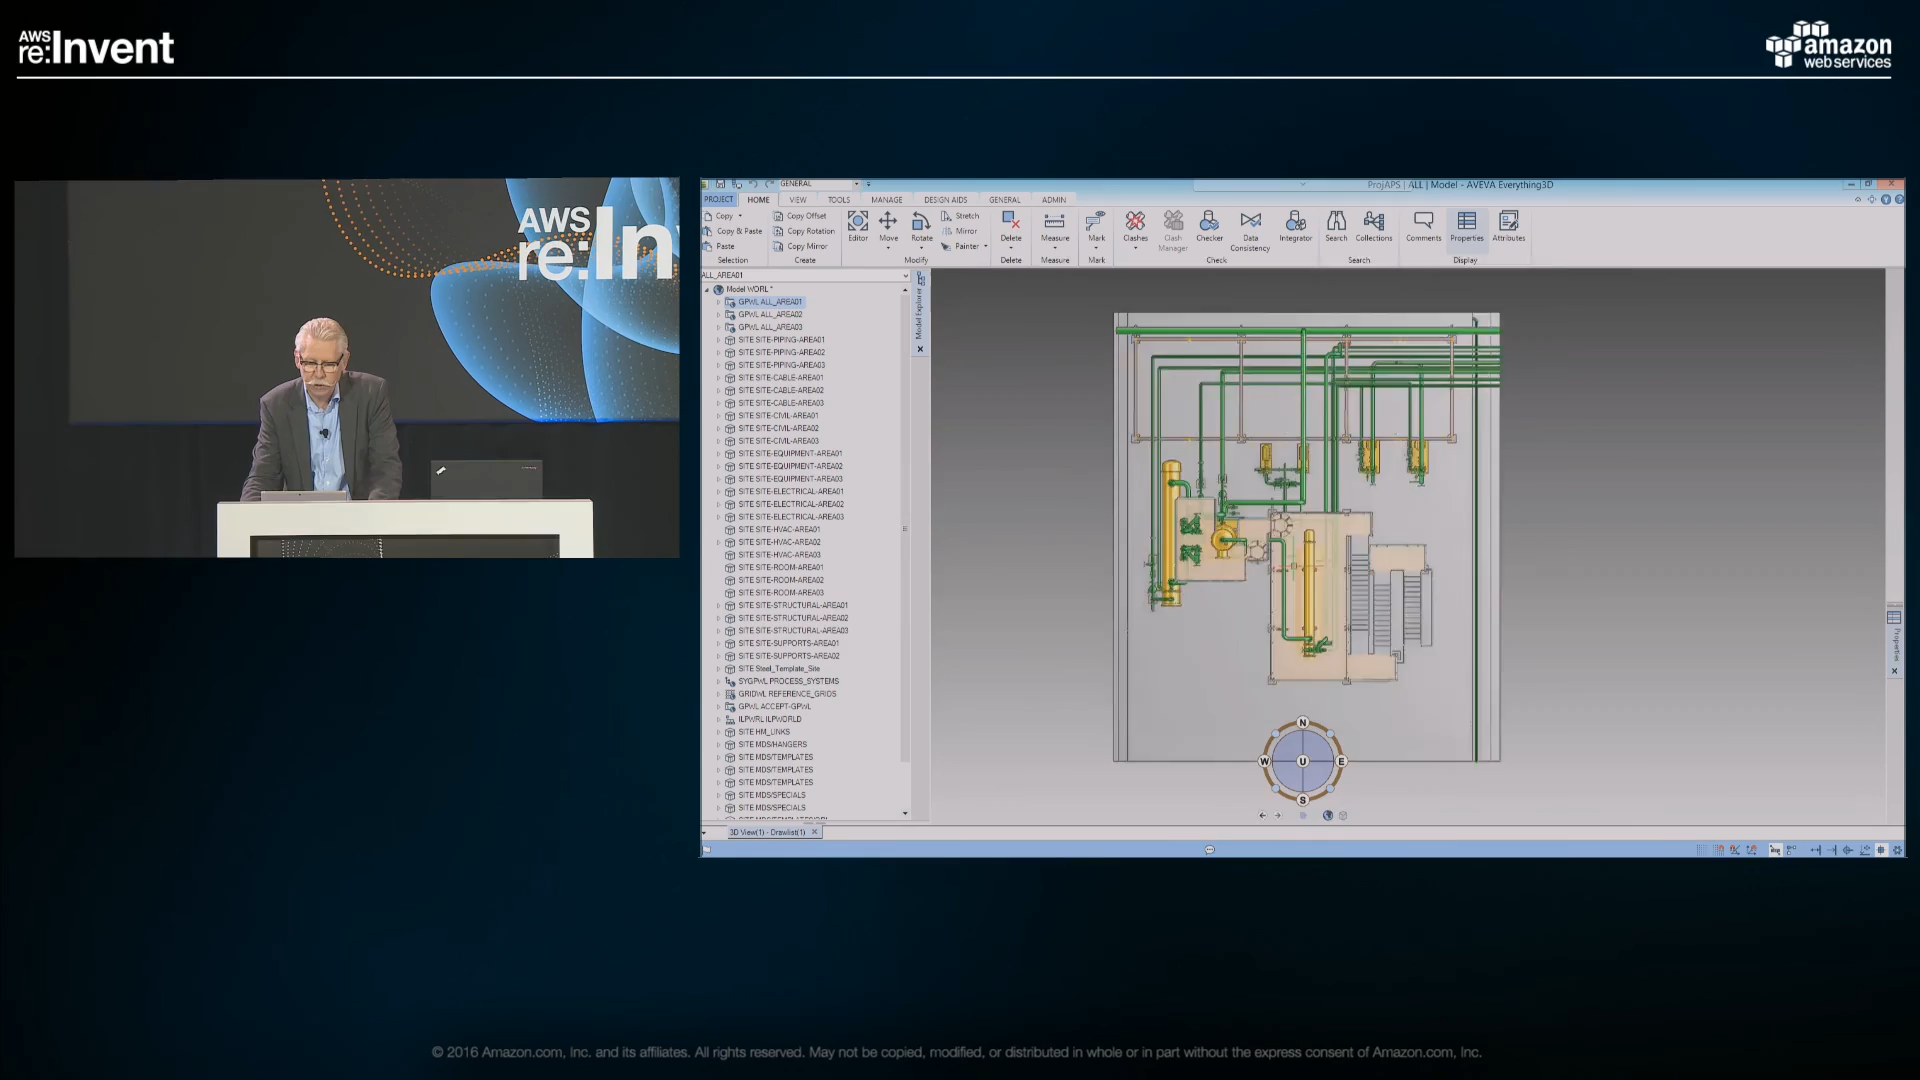 AWS
re:Invent
amazon
web services
AWS
re:In
GENERAL
ProjAPS | ALL | Model - AVEVA Everything3D
PROJECT HOME VIEW TOOLS MANAGE DESIGN AIDS GENERAL ADMIN
Copy Copy Offset Stretch
Copy & Paste Copy Rotation Mirror
Paste Copy Mirror Painter
Editor Move Rotate Delete Measure Mark Clashes Clash Manager Checker Data Consistency Integrator Search Collections Comments Properties Attributes
Selection Create Modify Delete Measure Mark Check Search Display
ALL_AREA01
Model Explorer
Model WORL *
GPWL ALL_AREA01
GPWL ALL_AREA02
GPWL ALL_AREA03
SITE SITE-PIPING-AREA01
SITE SITE-PIPING-AREA02
SITE SITE-PIPING-AREA03
SITE SITE-CABLE-AREA01
SITE SITE-CABLE-AREA02
SITE SITE-CABLE-AREA03
SITE SITE-CIVIL-AREA01
SITE SITE-CIVIL-AREA02
SITE SITE-CIVIL-AREA03
SITE SITE-EQUIPMENT-AREA01
SITE SITE-EQUIPMENT-AREA02
SITE SITE-EQUIPMENT-AREA03
SITE SITE-ELECTRICAL-AREA01
SITE SITE-ELECTRICAL-AREA02
SITE SITE-ELECTRICAL-AREA03
SITE SITE-HVAC-AREA01
SITE SITE-HVAC-AREA02
SITE SITE-HVAC-AREA03
SITE SITE-ROOM-AREA01
SITE SITE-ROOM-AREA02
SITE SITE-ROOM-AREA03
SITE SITE-STRUCTURAL-AREA01
SITE SITE-STRUCTURAL-AREA02
SITE SITE-STRUCTURAL-AREA03
SITE SITE-SUPPORTS-AREA01
SITE SITE-SUPPORTS-AREA02
SITE Steel_Template_Site
SYGPWL PROCESS_SYSTEMS
GRIDWL REFERENCE_GRIDS
GPWL ACCEPT-GPWL
ILPWRL ILPWORLD
SITE HM_LINKS
SITE MDS/HANGERS
SITE MDS/TEMPLATES
SITE MDS/TEMPLATES
SITE MDS/TEMPLATES
SITE MDS/SPECIALS
SITE MDS/SPECIALS
N
W U E
S
Properties
3D View(1) - Drawlist(1)
© 2016 Amazon.com, Inc. and its affiliates. All rights reserved. May not be copied, modified, or distributed in whole or in part without the express consent of Amazon.com, Inc.